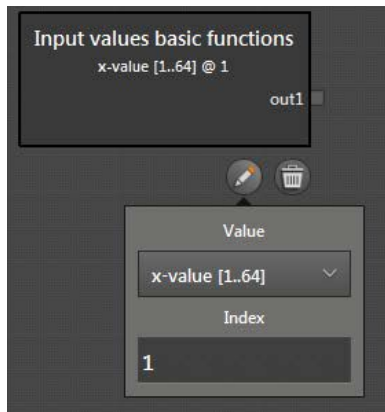 Input values basic functions
x-value [1..64] @ 1
out1
Value
x-value [1..64]
Index
1